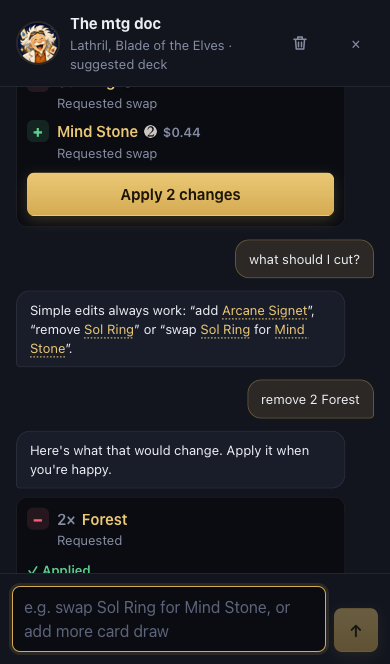 The mtg doc
Lathril, Blade of the Elves ·
suggested deck
×
Requested swap
+ Mind Stone 2 $0.44
Requested swap
Apply 2 changes
what should I cut?
Simple edits always work: “add Arcane Signet”,
“remove Sol Ring” or “swap Sol Ring for Mind
Stone”.
remove 2 Forest
Here's what that would change. Apply it when
you're happy.
− 2× Forest
Requested
✓ Applied
e.g. swap Sol Ring for Mind Stone, or
add more card draw